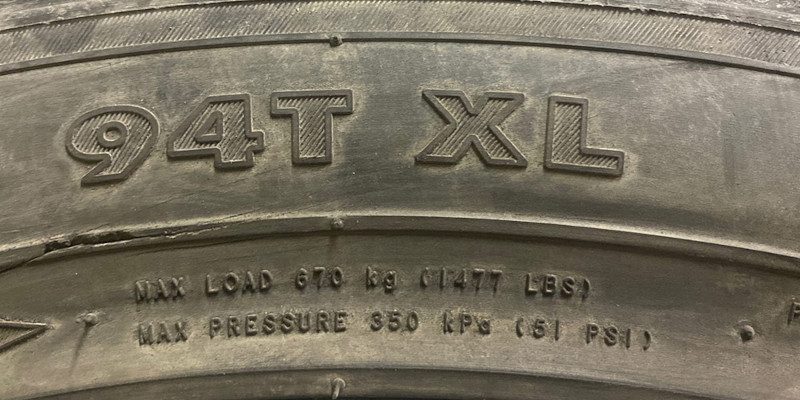 94T XL
MAX LOAD 670 kg (1477 LBS)
MAX PRESSURE 350 kPa (51 PSI)